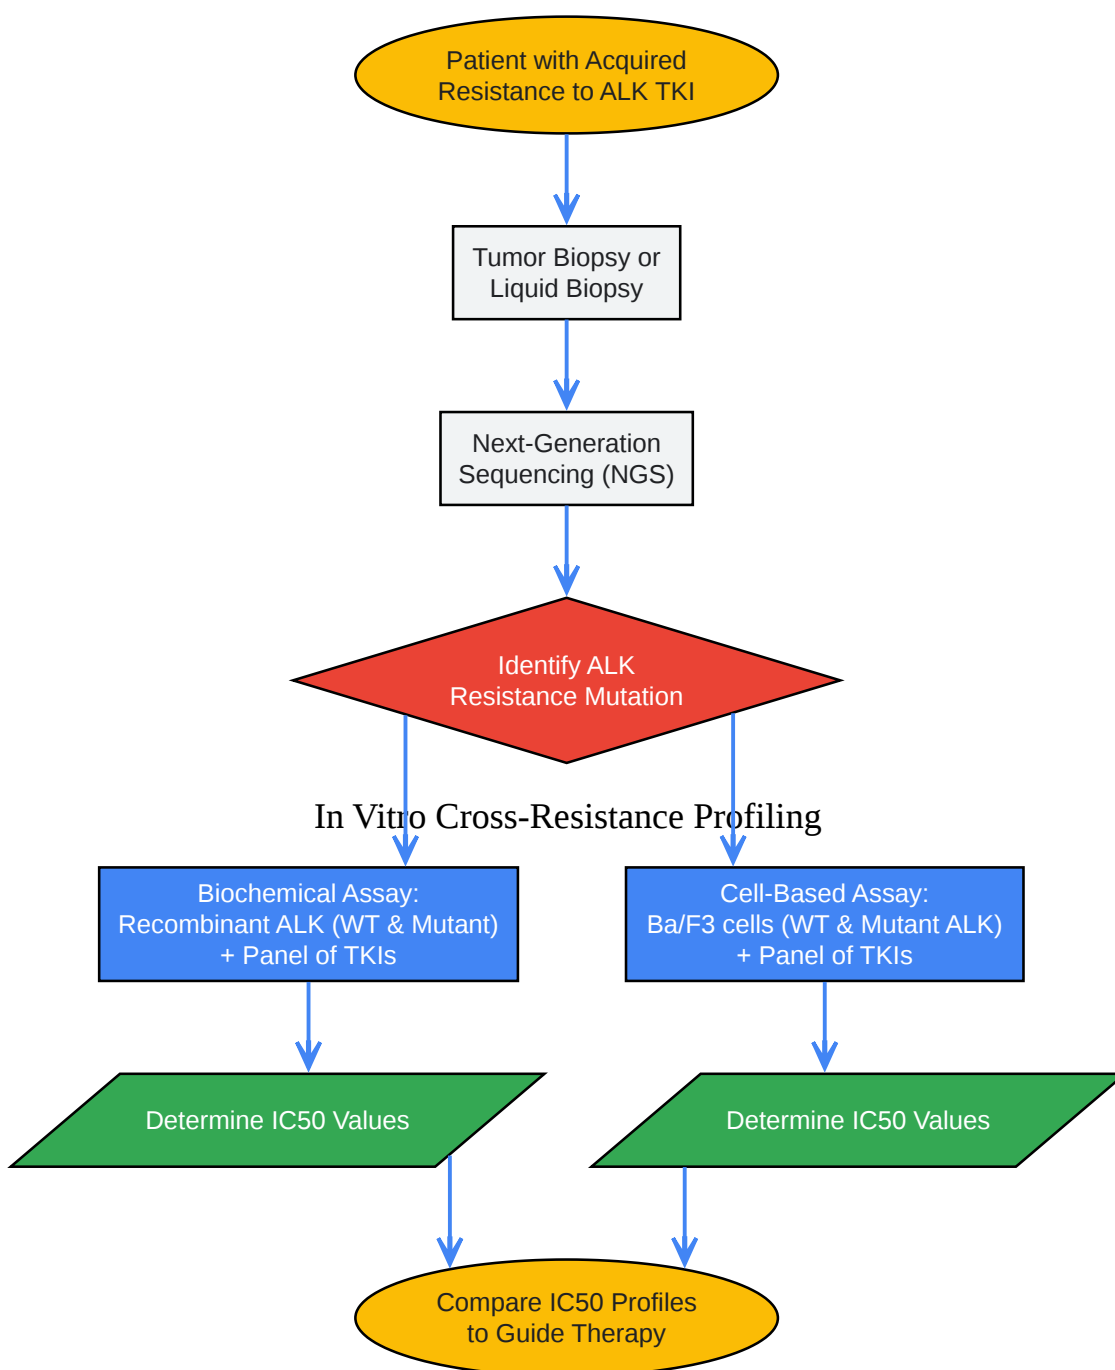 Patient with Acquired
Resistance to ALK TKI
Tumor Biopsy or
Liquid Biopsy
Next-Generation
Sequencing (NGS)
Identify ALK
Resistance Mutation
In Vitro Cross-Resistance Profiling
Biochemical Assay:
Recombinant ALK (WT & Mutant)
+ Panel of TKIs
Cell-Based Assay:
Ba/F3 cells (WT & Mutant ALK)
+ Panel of TKIs
Determine IC50 Values
Determine IC50 Values
Compare IC50 Profiles
to Guide Therapy